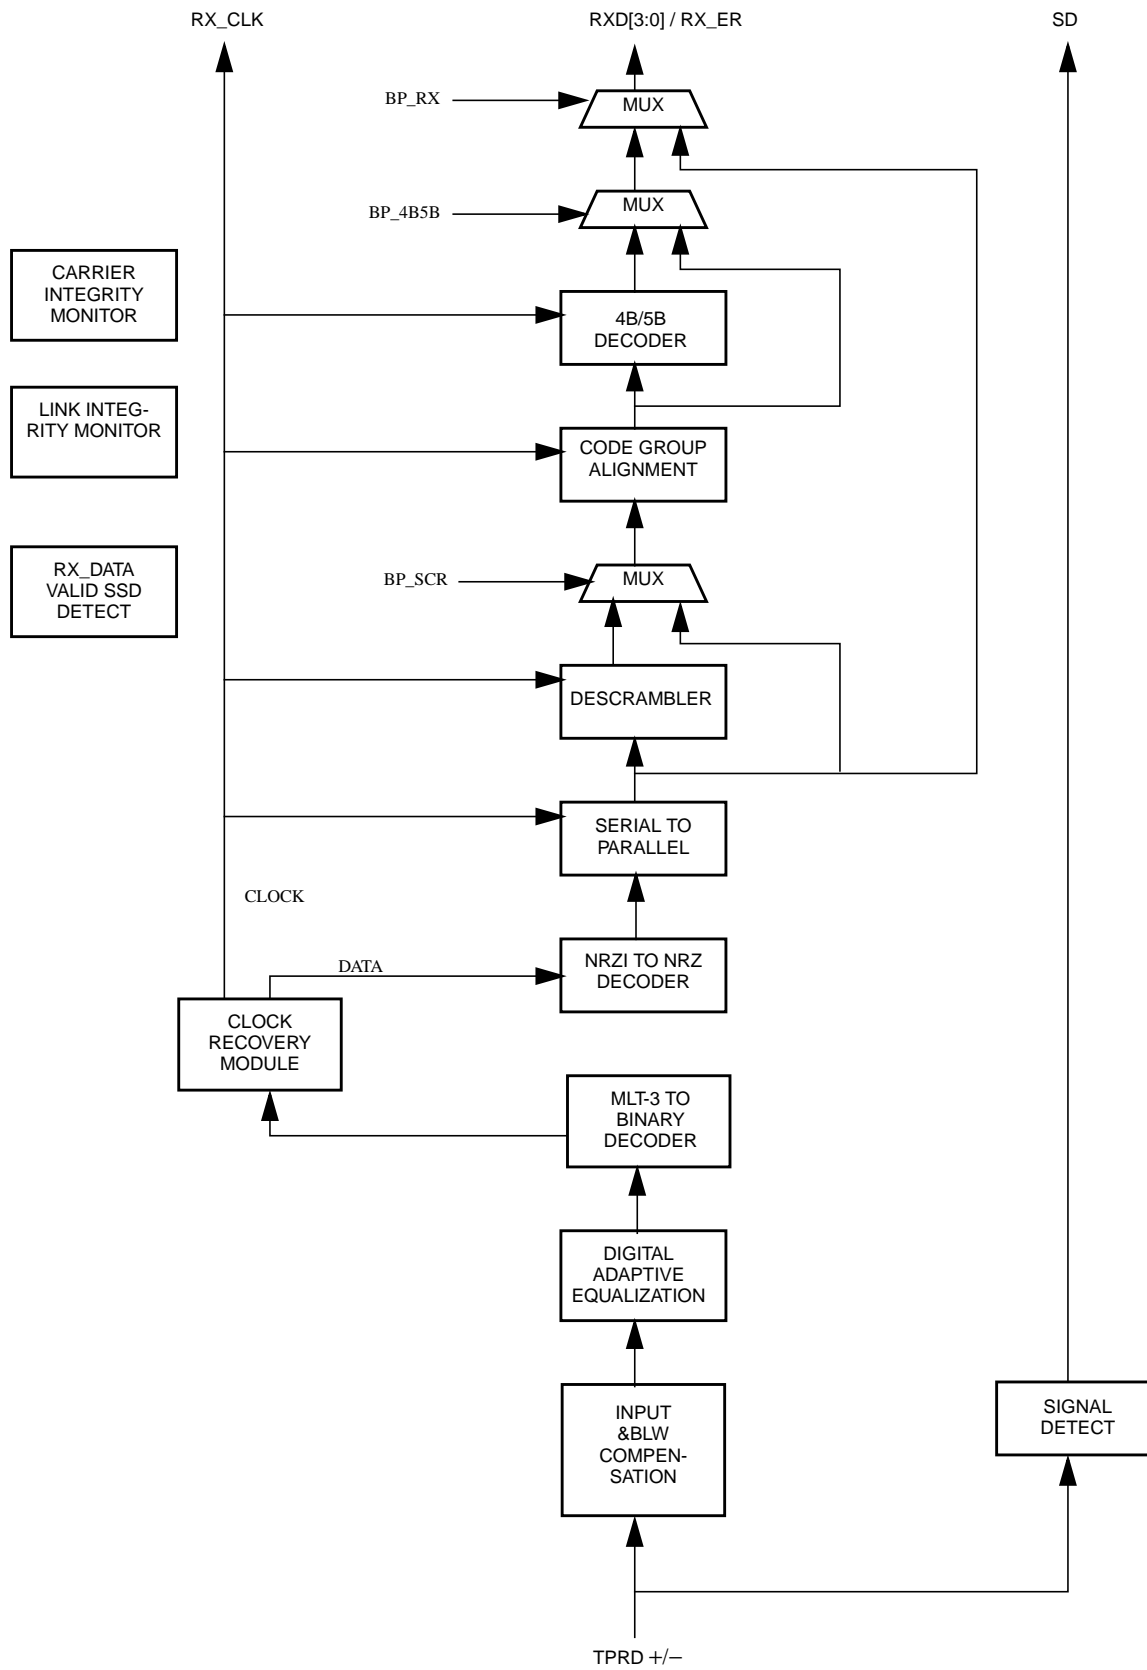 RX_CLK
RXD[3:0] / RX_ER
SD
BP_RX
MUX
BP_4B5B
MUX
CARRIER
INTEGRITY
MONITOR
4B/5B
DECODER
LINK INTEG-
RITY MONITOR
CODE GROUP
ALIGNMENT
RX_DATA
VALID SSD
DETECT
BP_SCR
MUX
DESCRAMBLER
SERIAL TO
PARALLEL
CLOCK
DATA
NRZI TO NRZ
DECODER
CLOCK
RECOVERY
MODULE
MLT-3 TO
BINARY
DECODER
DIGITAL
ADAPTIVE
EQUALIZATION
INPUT
&BLW
COMPEN-
SATION
SIGNAL
DETECT
TPRD +/−